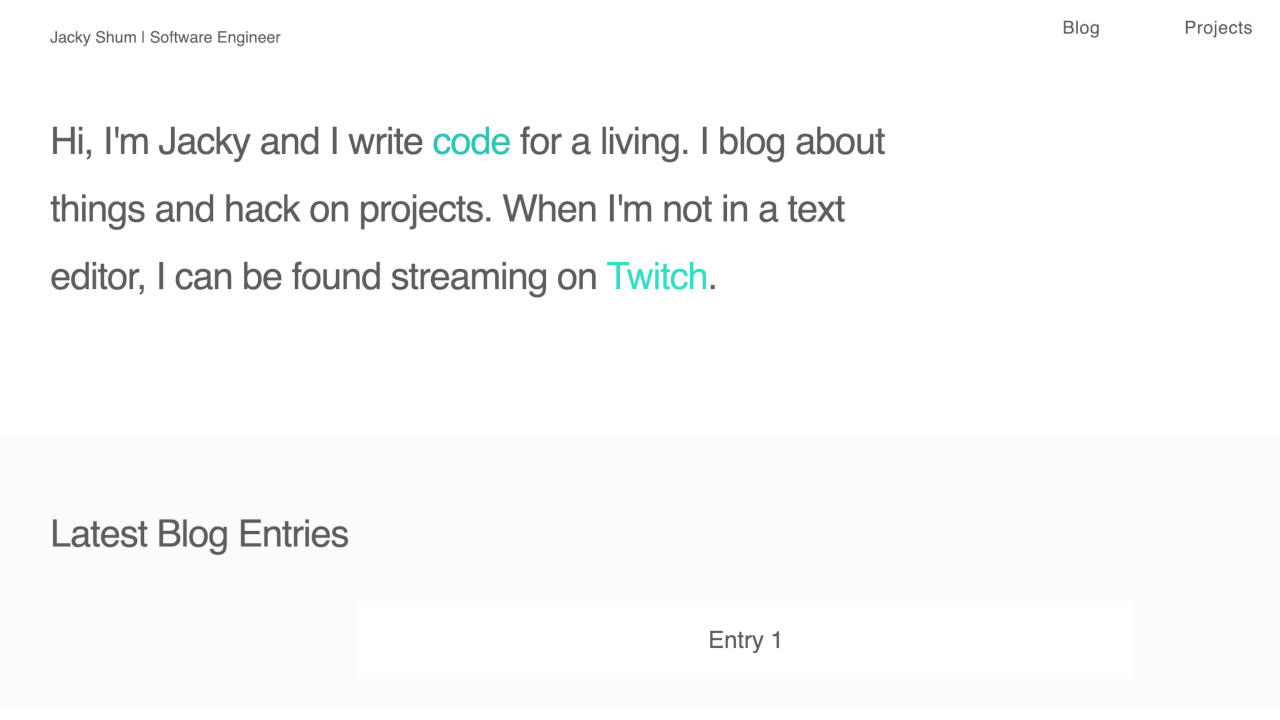 Jacky Shum | Software Engineer
Blog
Projects
Hi, I'm Jacky and I write code for a living. I blog about
things and hack on projects. When I'm not in a text
editor, I can be found streaming on Twitch.
Latest Blog Entries
Entry 1